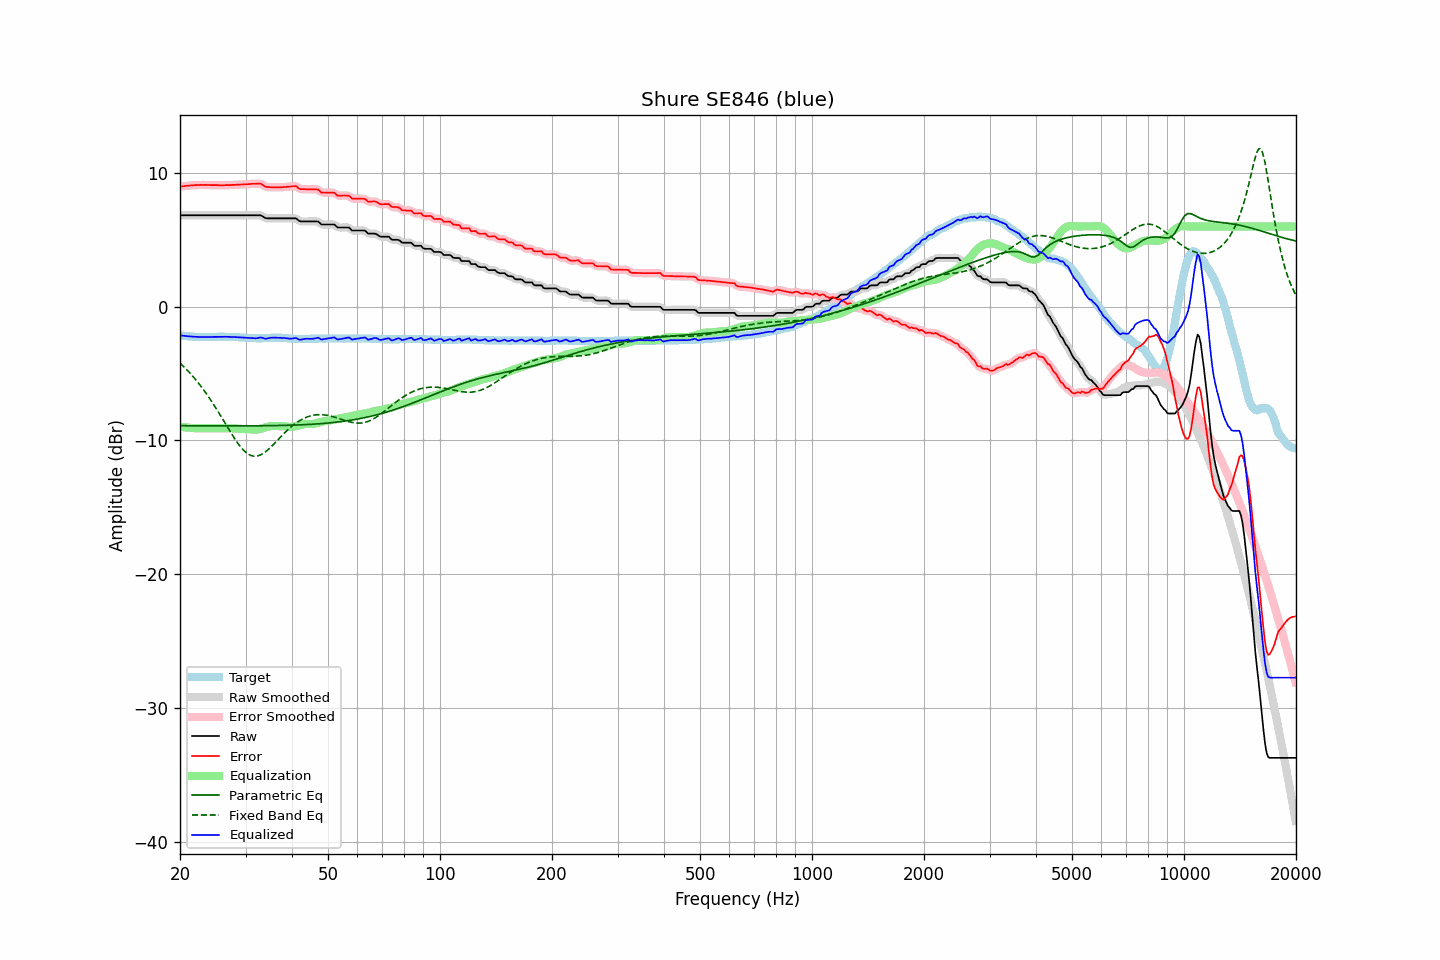 Shure SE846 (blue)
Amplitude (dBr)
10
0
−10
−20
−30
−40
Target
Raw Smoothed
Error Smoothed
Raw
Error
Equalization
Parametric Eq
Fixed Band Eq
Equalized
20 50 100 200 500 1000 2000 5000 10000 20000
Frequency (Hz)